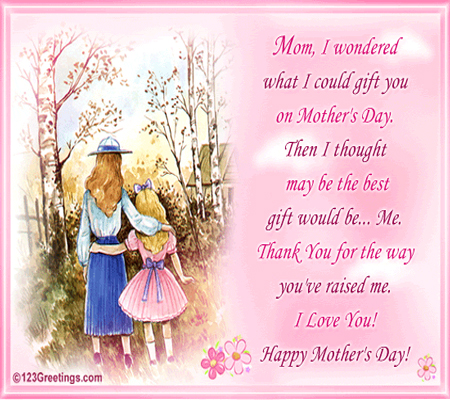 Mom, I wondered
what I could gift you
on Mother's Day.
Then I thought
may be the best
gift would be... Me.
Thank You for the way
you've raised me.
I Love You!
Happy Mother's Day!
©123Greetings.com